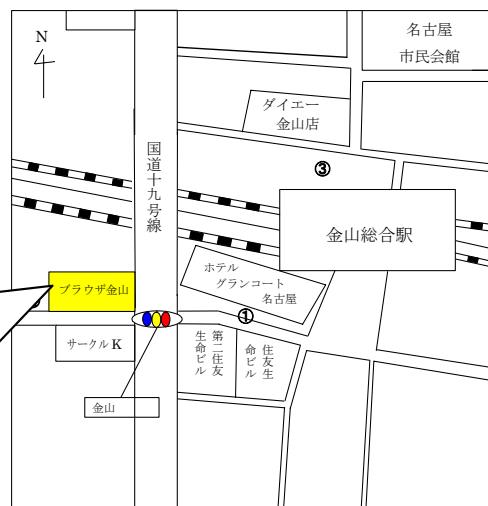 N
名古屋
市民会館
ダイエー
金山店
国道十九号線
③
金山総合駅
ホテル
グランコート
名古屋
ブラウザ金山
①
サークルK
第二住友
生命ビル
住友生
命ビル
金山